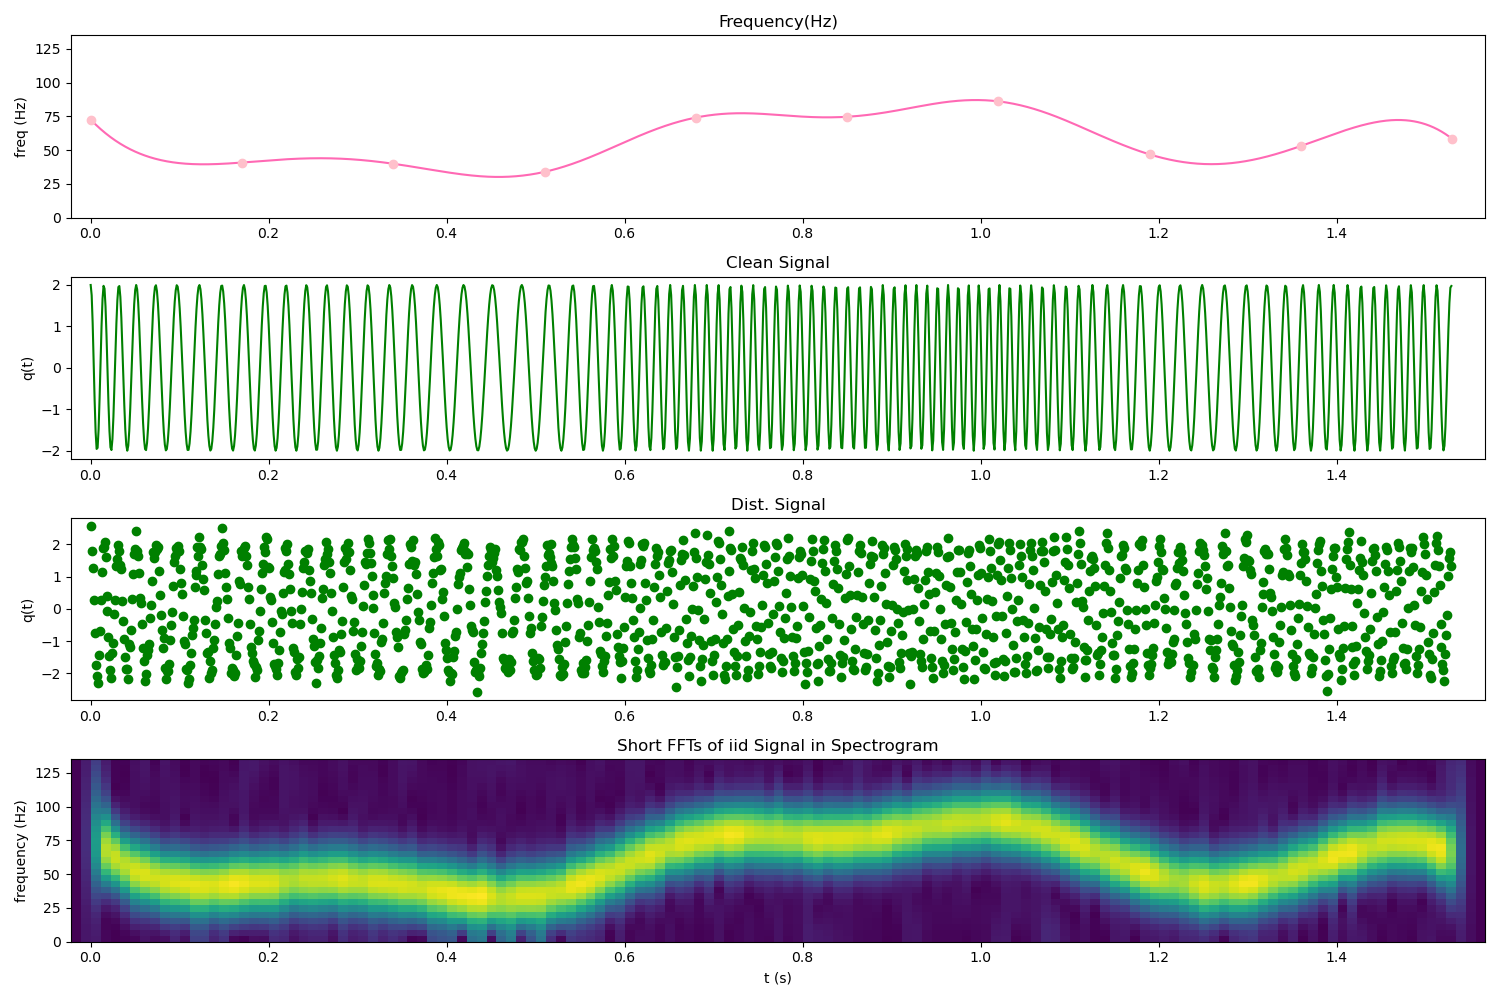 Frequency(Hz)
freq (Hz)
125
100
75
50
25
0
0.0 0.2 0.4 0.6 0.8 1.0 1.2 1.4
Clean Signal
q(t)
2
1
0
−1
−2
0.0 0.2 0.4 0.6 0.8 1.0 1.2 1.4
Dist. Signal
q(t)
2
1
0
−1
−2
0.0 0.2 0.4 0.6 0.8 1.0 1.2 1.4
Short FFTs of iid Signal in Spectrogram
frequency (Hz)
125
100
75
50
25
0
0.0 0.2 0.4 0.6 0.8 1.0 1.2 1.4
t (s)